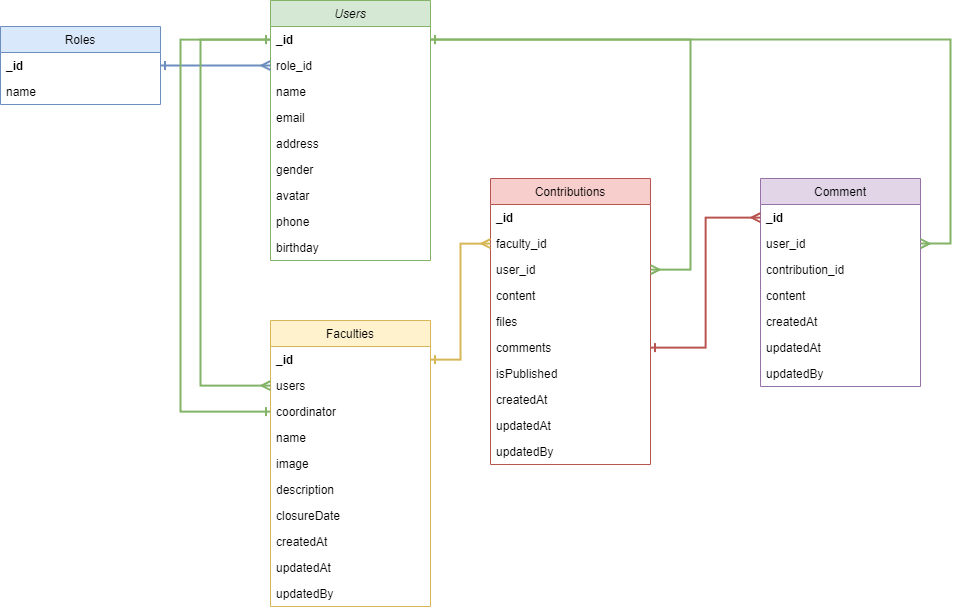 Roles
_id
name
Users
_id
role_id
name
email
address
gender
avatar
phone
birthday
Faculties
_id
users
coordinator
name
image
description
closureDate
createdAt
updatedAt
updatedBy
Contributions
_id
faculty_id
user_id
content
files
comments
isPublished
createdAt
updatedAt
updatedBy
Comment
_id
user_id
contribution_id
content
createdAt
updatedAt
updatedBy